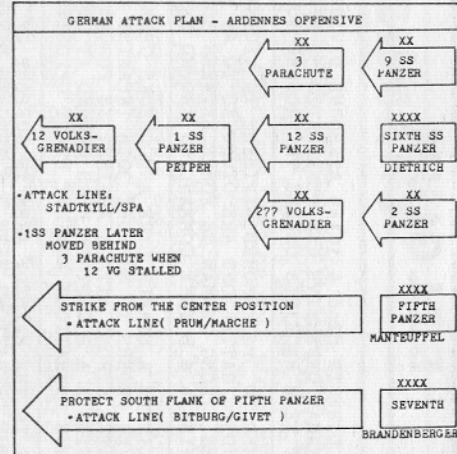 GERMAN ATTACK PLAN - ARDENNES OFFENSIVE
XX XX
3 PARACHUTE
9 SS PANZER
XX XX XX XXXX
12 VOLKS-GRENADIER
1 SS PANZER
12 SS PANZER
SIXTH SS PANZER
PEIPER
DIETRICH
•ATTACK LINE:
STADTKYLL/SPA
XX XX
277 VOLKS-GRENADIER
2 SS PANZER
•1SS PANZER LATER
MOVED BEHIND
3 PARACHUTE WHEN
12 VG STALLED
XXXX
STRIKE FROM THE CENTER POSITION
•ATTACK LINE( PRUM/MARCHE )
FIFTH PANZER
MANTEUPPEL
XXXX
PROTECT SOUTH FLANK OF FIFTH PANZER
•ATTACK LINE( BITBURG/GIVET )
SEVENTH
BRANDENBERGER